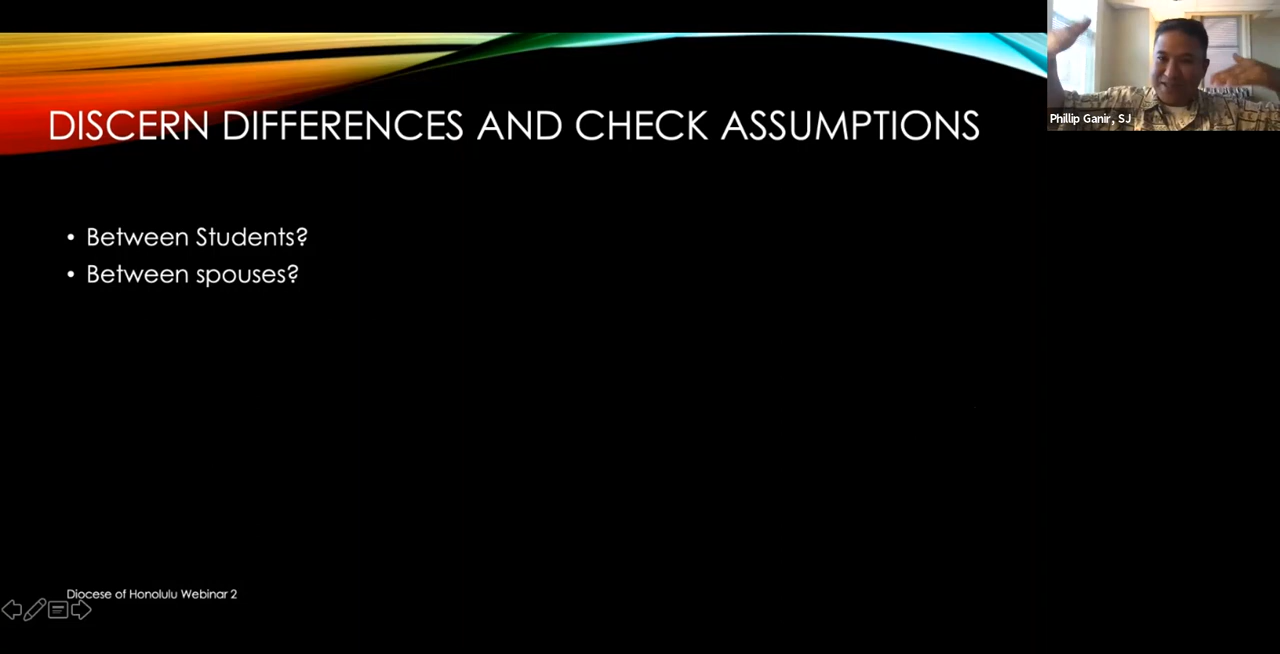 DISCERN DIFFERENCES AND CHECK ASSUMPTIONS
Phillip Ganir, SJ
• Between Students?
• Between spouses?
Diocese of Honolulu Webinar 2